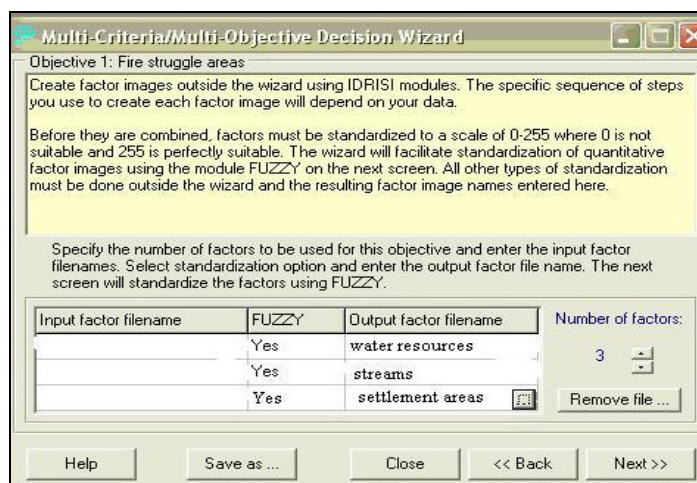 Multi-Criteria/Multi-Objective Decision Wizard
Objective 1: Fire struggle areas
Create factor images outside the wizard using IDRISI modules. The specific sequence of steps
you use to create each factor image will depend on your data.
Before they are combined, factors must be standardized to a scale of 0-255 where 0 is not
suitable and 255 is perfectly suitable. The wizard will facilitate standardization of quantitative
factor images using the module FUZZY on the next screen. All other types of standardization
must be done outside the wizard and the resulting factor image names entered here.
Specify the number of factors to be used for this objective and enter the input factor
filenames. Select standardization option and enter the output factor file name. The next
screen will standardize the factors using FUZZY.
Input factor filename FUZZY Output factor filename Number of factors:
Yes water resources
Yes streams 3
Yes settlement areas ... Remove file ...
Help Save as ... Close << Back Next >>